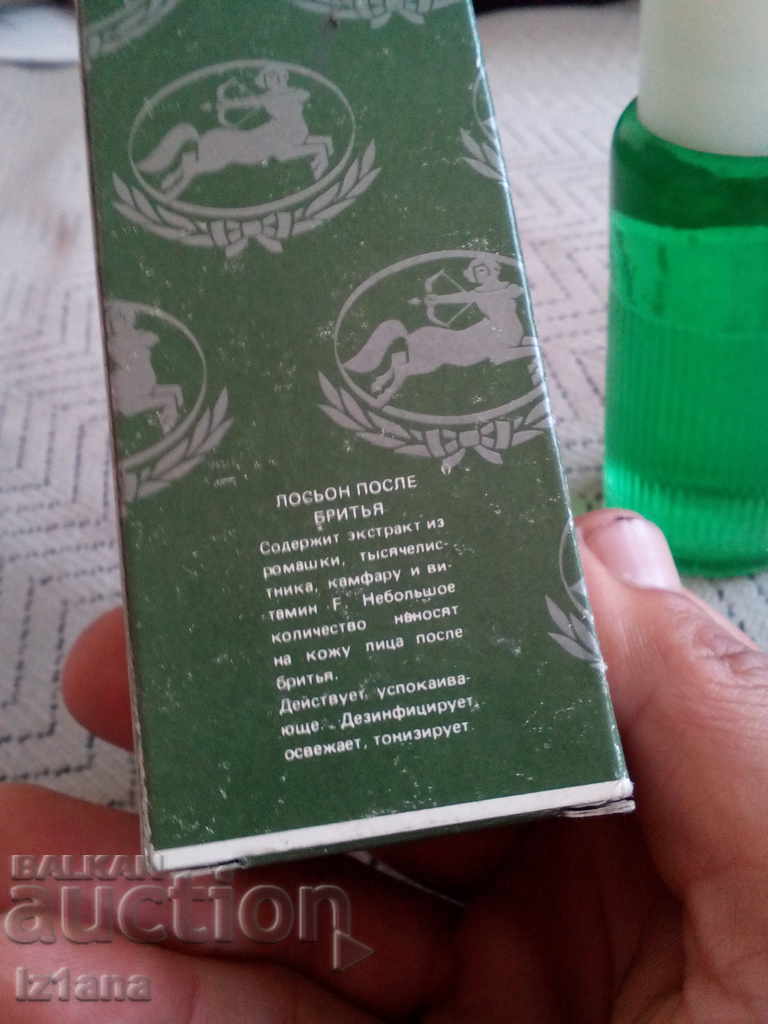 ЛОСЬОН ПОСЛЕ
БРИТЬЯ
Содержит экстракт из
ромашки, тысячелис-
тника, камфару и ви-
тамин F. Небольшое
количество наносят
на кожу лица после
бритья.
Действует успокаива-
юще. Дезинфицирует,
освежает, тонизирует
BALKAN
auction
Iz1ana